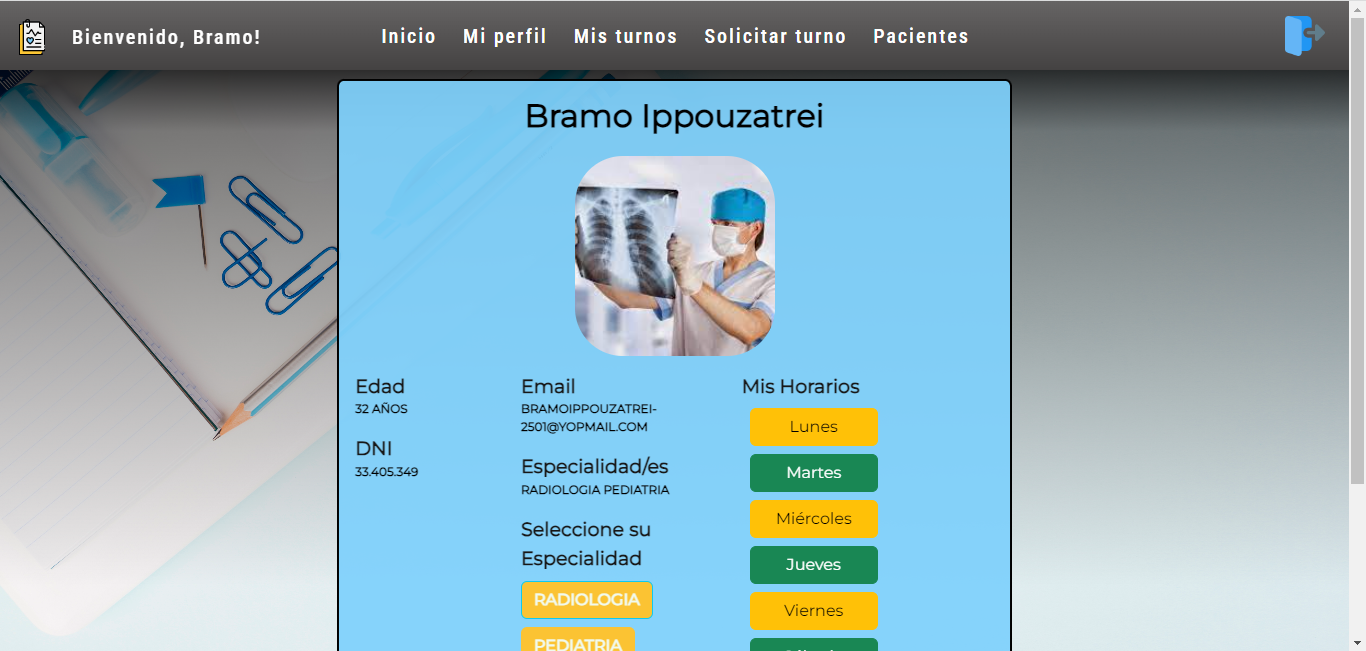 Bienvenido, Bramo!
Inicio
Mi perfil
Mis turnos
Solicitar turno
Pacientes
Bramo Ippouzatrei
Edad
32 AÑOS
DNI
33.405.349
Email
BRAMOIPPOUZATREI-
2501@YOPMAIL.COM
Especialidad/es
RADIOLOGIA PEDIATRIA
Seleccione su
Especialidad
RADIOLOGIA
PEDIATRIA
Mis Horarios
Lunes
Martes
Miércoles
Jueves
Viernes